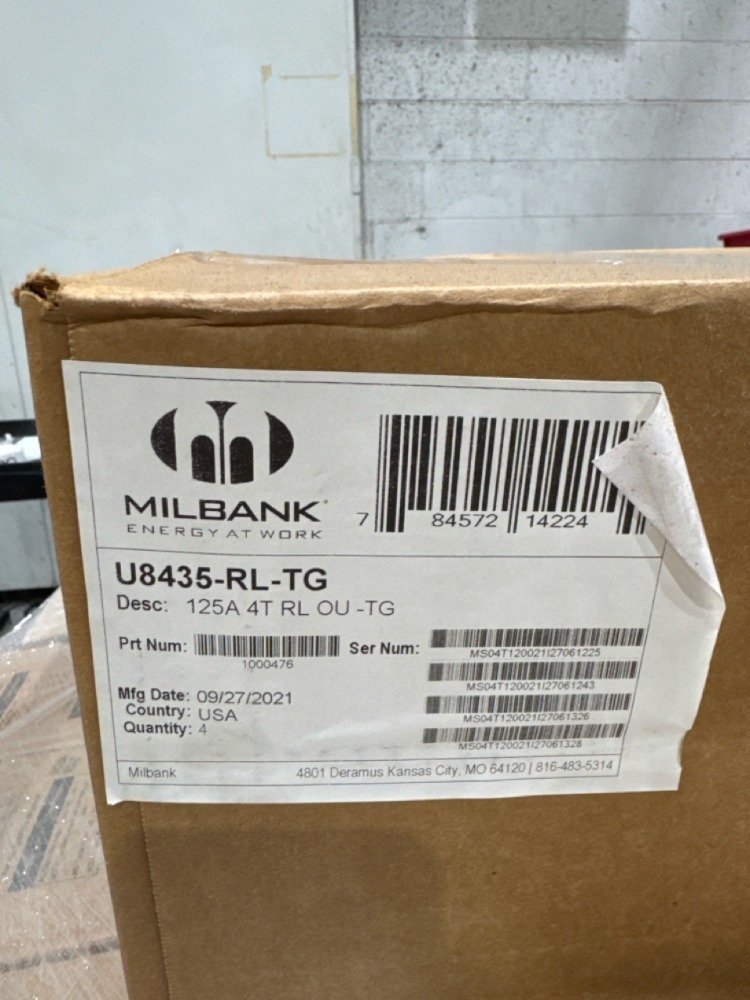 MILBANK
ENERGY AT WORK
7 84572 14224
U8435-RL-TG
Desc: 125A 4T RL OU -TG
Prt Num: 1000476
Ser Num:
MS04T120021I27061225
MS04T120021I27061243
MS04T120021I27061326
MS04T120021I27061328
Mfg Date: 09/27/2021
Country: USA
Quantity: 4
Milbank 4801 Deramus Kansas City, MO 64120 | 816-483-5314